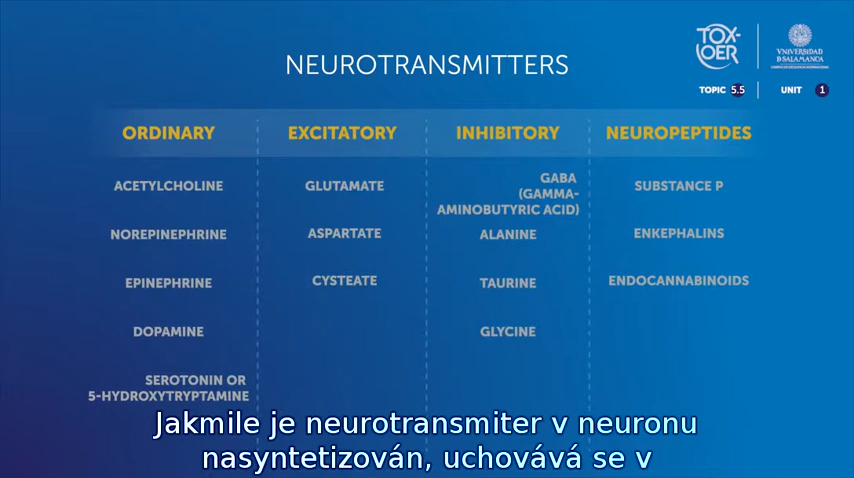 TOX-
OER
VNIVERSIDAD
D SALAMANCA
TOPIC 5.5
UNIT 1
NEUROTRANSMITTERS
ORDINARY
ACETYLCHOLINE
NOREPINEPHRINE
EPINEPHRINE
DOPAMINE
SEROTONIN OR
5-HYDROXYTRYPTAMINE
EXCITATORY
GLUTAMATE
ASPARTATE
CYSTEATE
INHIBITORY
GABA
(GAMMA-
AMINOBUTYRIC ACID)
ALANINE
TAURINE
GLYCINE
NEUROPEPTIDES
SUBSTANCE P
ENKEPHALINS
ENDOCANNABINOIDS
Jakmile je neurotransmiter v neuronu
nasyntetizován, uchovává se v